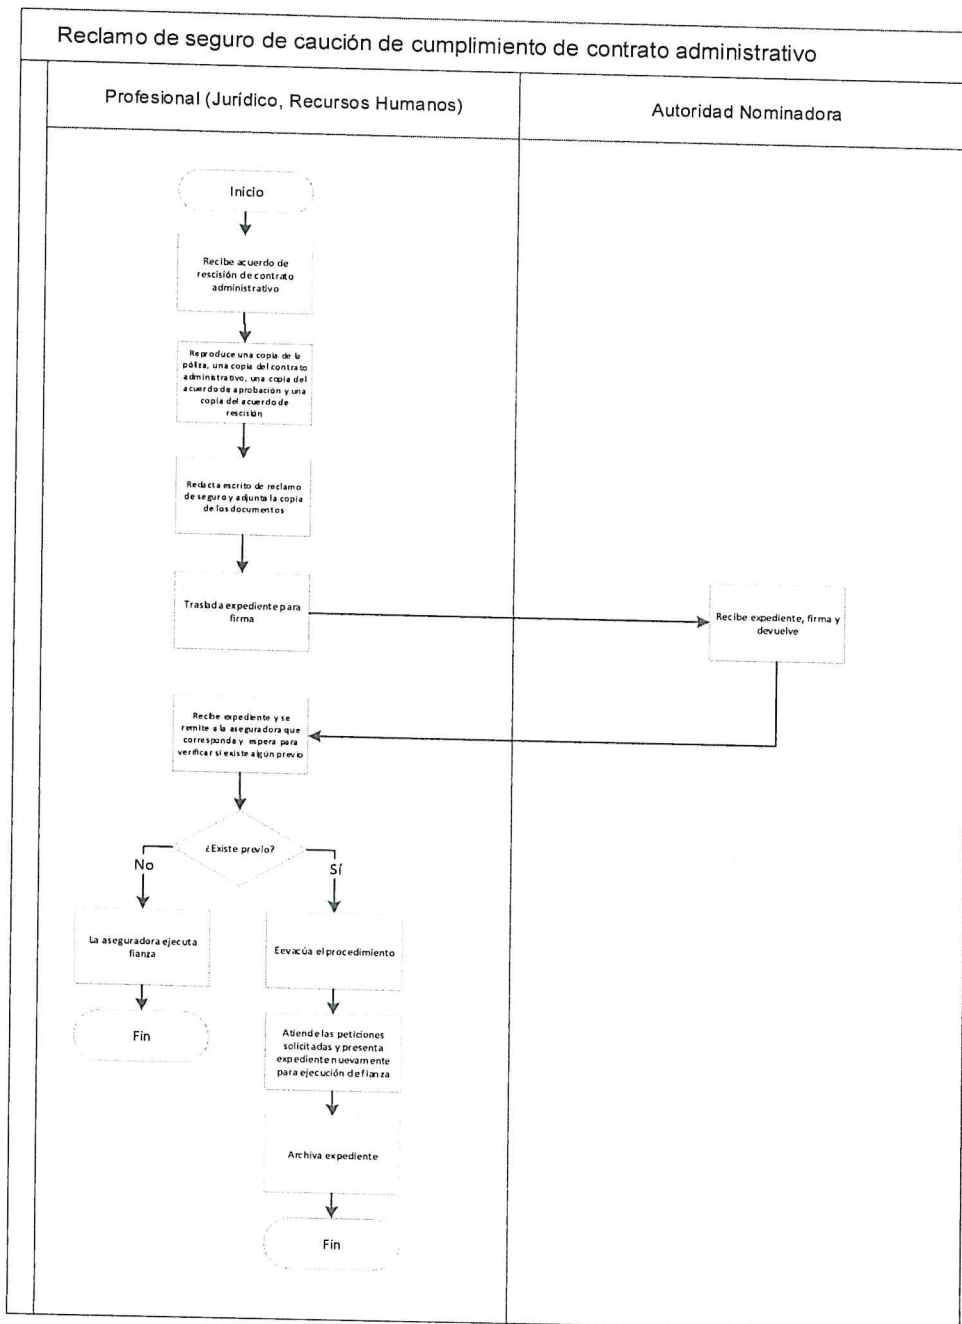 Reclamo de seguro de caución de cumplimiento de contrato administrativo
Profesional (Jurídico, Recursos Humanos)
Autoridad Nominadora
Inicio
Recibe acuerdo de
rescisión de contrato
administrativo
Reproduce una copia de la
póliza, una copia del contrato
administrativo, una copia del
acuerdo de aprobación y una
copia del acuerdo de
rescisión
Redacta escrito de reclamo
de seguro y adjunta la copia
de los documentos
Traslada expediente para
firma
Recibe expediente, firma y
devuelve
Recibe expediente y se
remite a la aseguradora que
corresponda y espera para
verificar si existe algún previo
¿Existe previo?
No
Sí
La aseguradora ejecuta
fianza
Fin
Eevacúa el procedimiento
Atiende las peticiones
solicitadas y presenta
expediente nuevamente
para ejecución de fianza
Archiva expediente
Fin